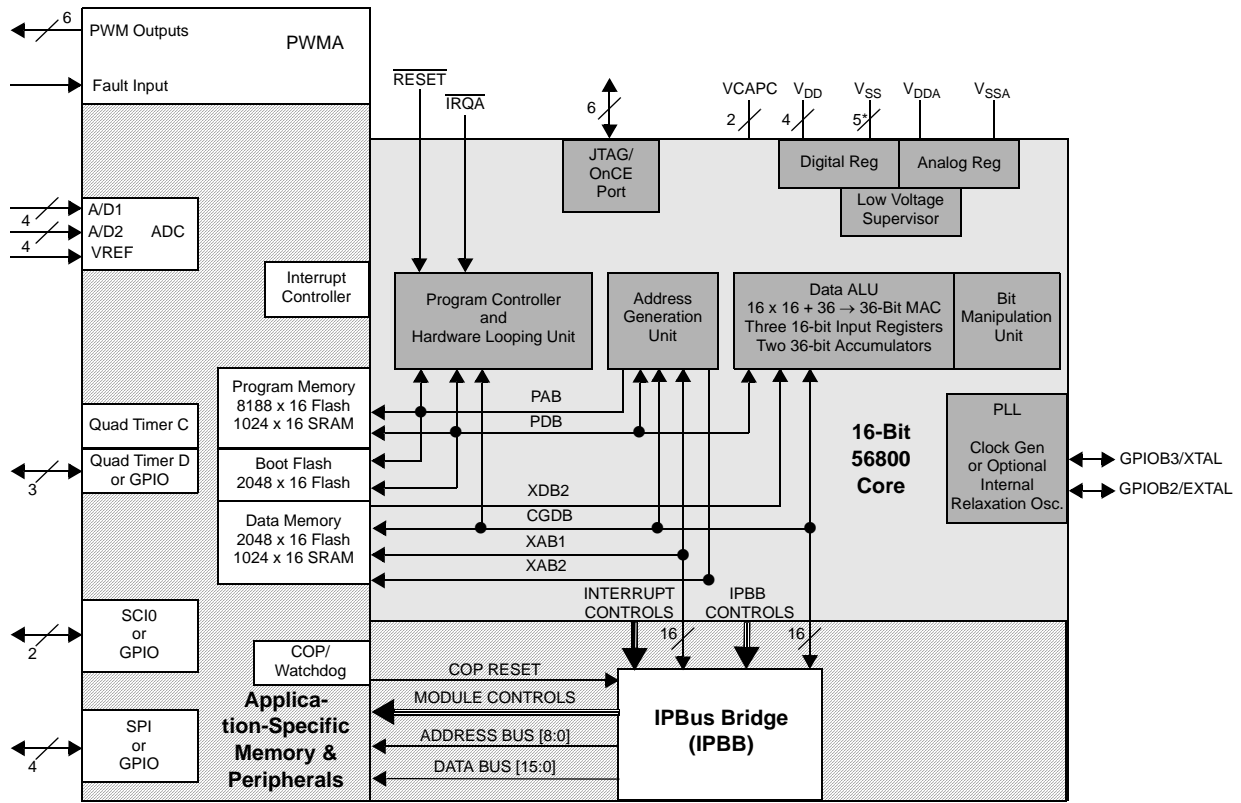 6
PWM Outputs
PWMA
Fault Input
RESET
IRQA
6
VCAPC
VDD
VSS
VDDA
VSSA
2
4
5*
JTAG/
OnCE
Port
Digital Reg
Analog Reg
Low Voltage
Supervisor
4
A/D1
4
A/D2
ADC
4
VREF
Interrupt
Controller
Program Controller
and
Hardware Looping Unit
Address
Generation
Unit
Data ALU
16 x 16 + 36 → 36-Bit MAC
Three 16-bit Input Registers
Two 36-bit Accumulators
Bit
Manipulation
Unit
Program Memory
8188 x 16 Flash
1024 x 16 SRAM
PAB
PDB
Quad Timer C
Quad Timer D
or GPIO
3
Boot Flash
2048 x 16 Flash
XDB2
CGDB
XAB1
XAB2
Data Memory
2048 x 16 Flash
1024 x 16 SRAM
16-Bit
56800
Core
PLL
Clock Gen
or Optional
Internal
Relaxation Osc.
GPIOB3/XTAL
GPIOB2/EXTAL
INTERRUPT
CONTROLS
IPBB
CONTROLS
16
16
SCI0
or
GPIO
2
COP/
Watchdog
COP RESET
MODULE CONTROLS
ADDRESS BUS [8:0]
DATA BUS [15:0]
IPBus Bridge
(IPBB)
Applica-
tion-Specific
Memory &
Peripherals
SPI
or
GPIO
4